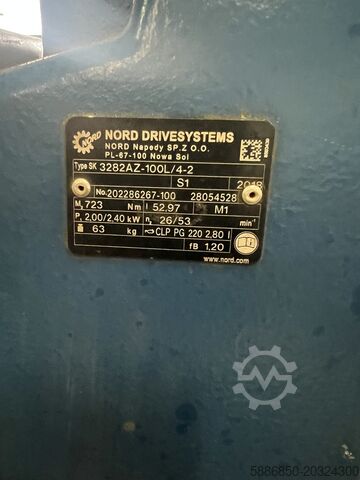 NORD
NORD DRIVESYSTEMS
NORD Napedy SP.Z O.O.
PL-67-100 Nowa Sol
Type SK 3282AZ-100L/4-2
S1 2018
No. 202286267-100 28054528
M₂ 723 Nm i 52,97 M1
P₁ 2,00/2,40 kW n₂ 26/53 min⁻¹
63 kg CLP PG 220 2.80 l
fB 1.20
www.nord.com
5886850-20324300